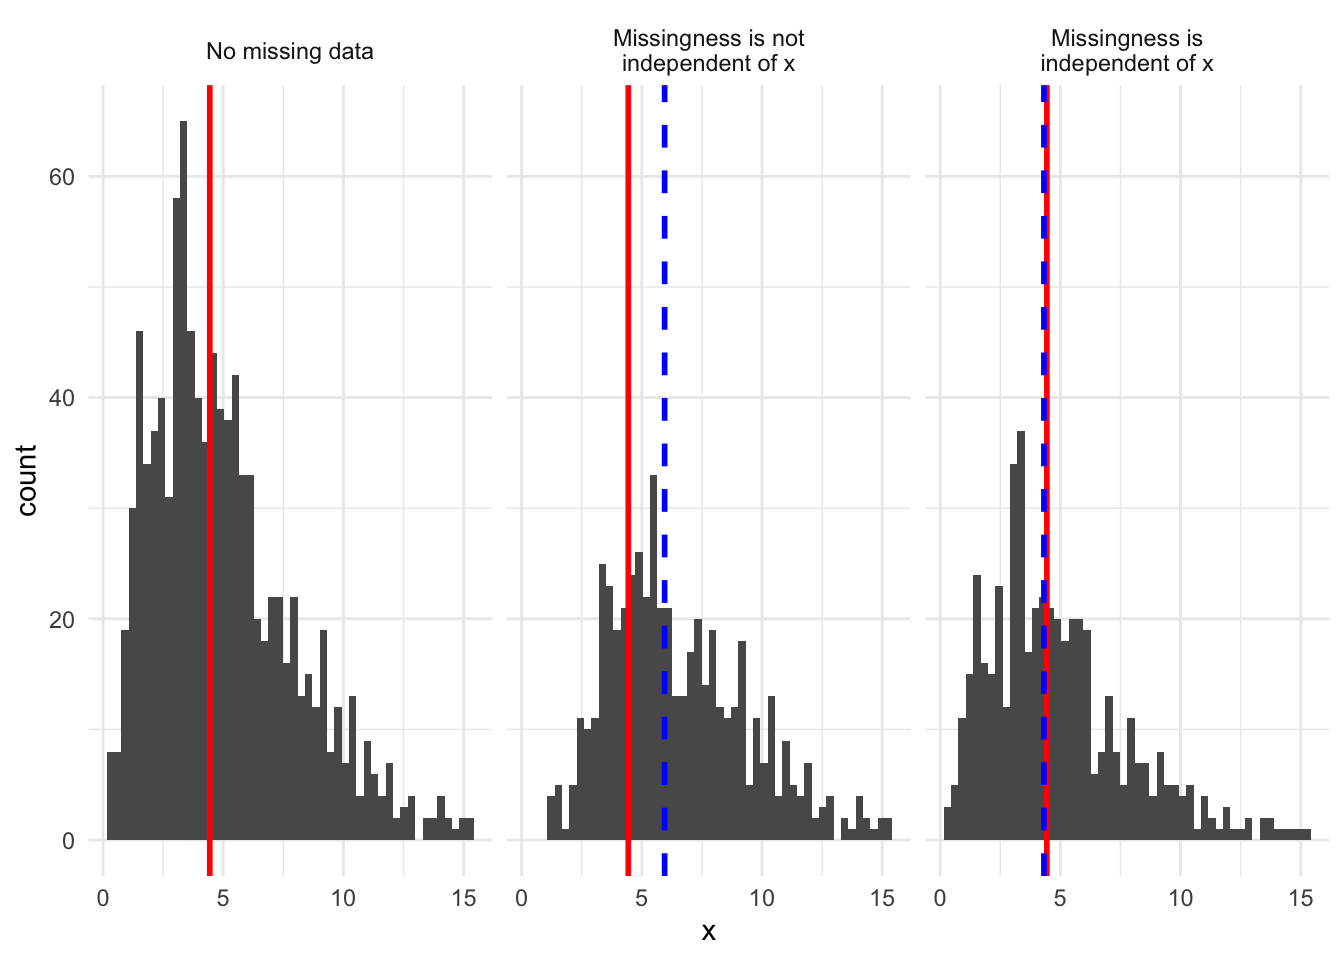 No missing data
Missingness is not
independent of x
Missingness is
independent of x
count
60
40
20
0
0 5 10 15
0 5 10 15
0 5 10 15
x